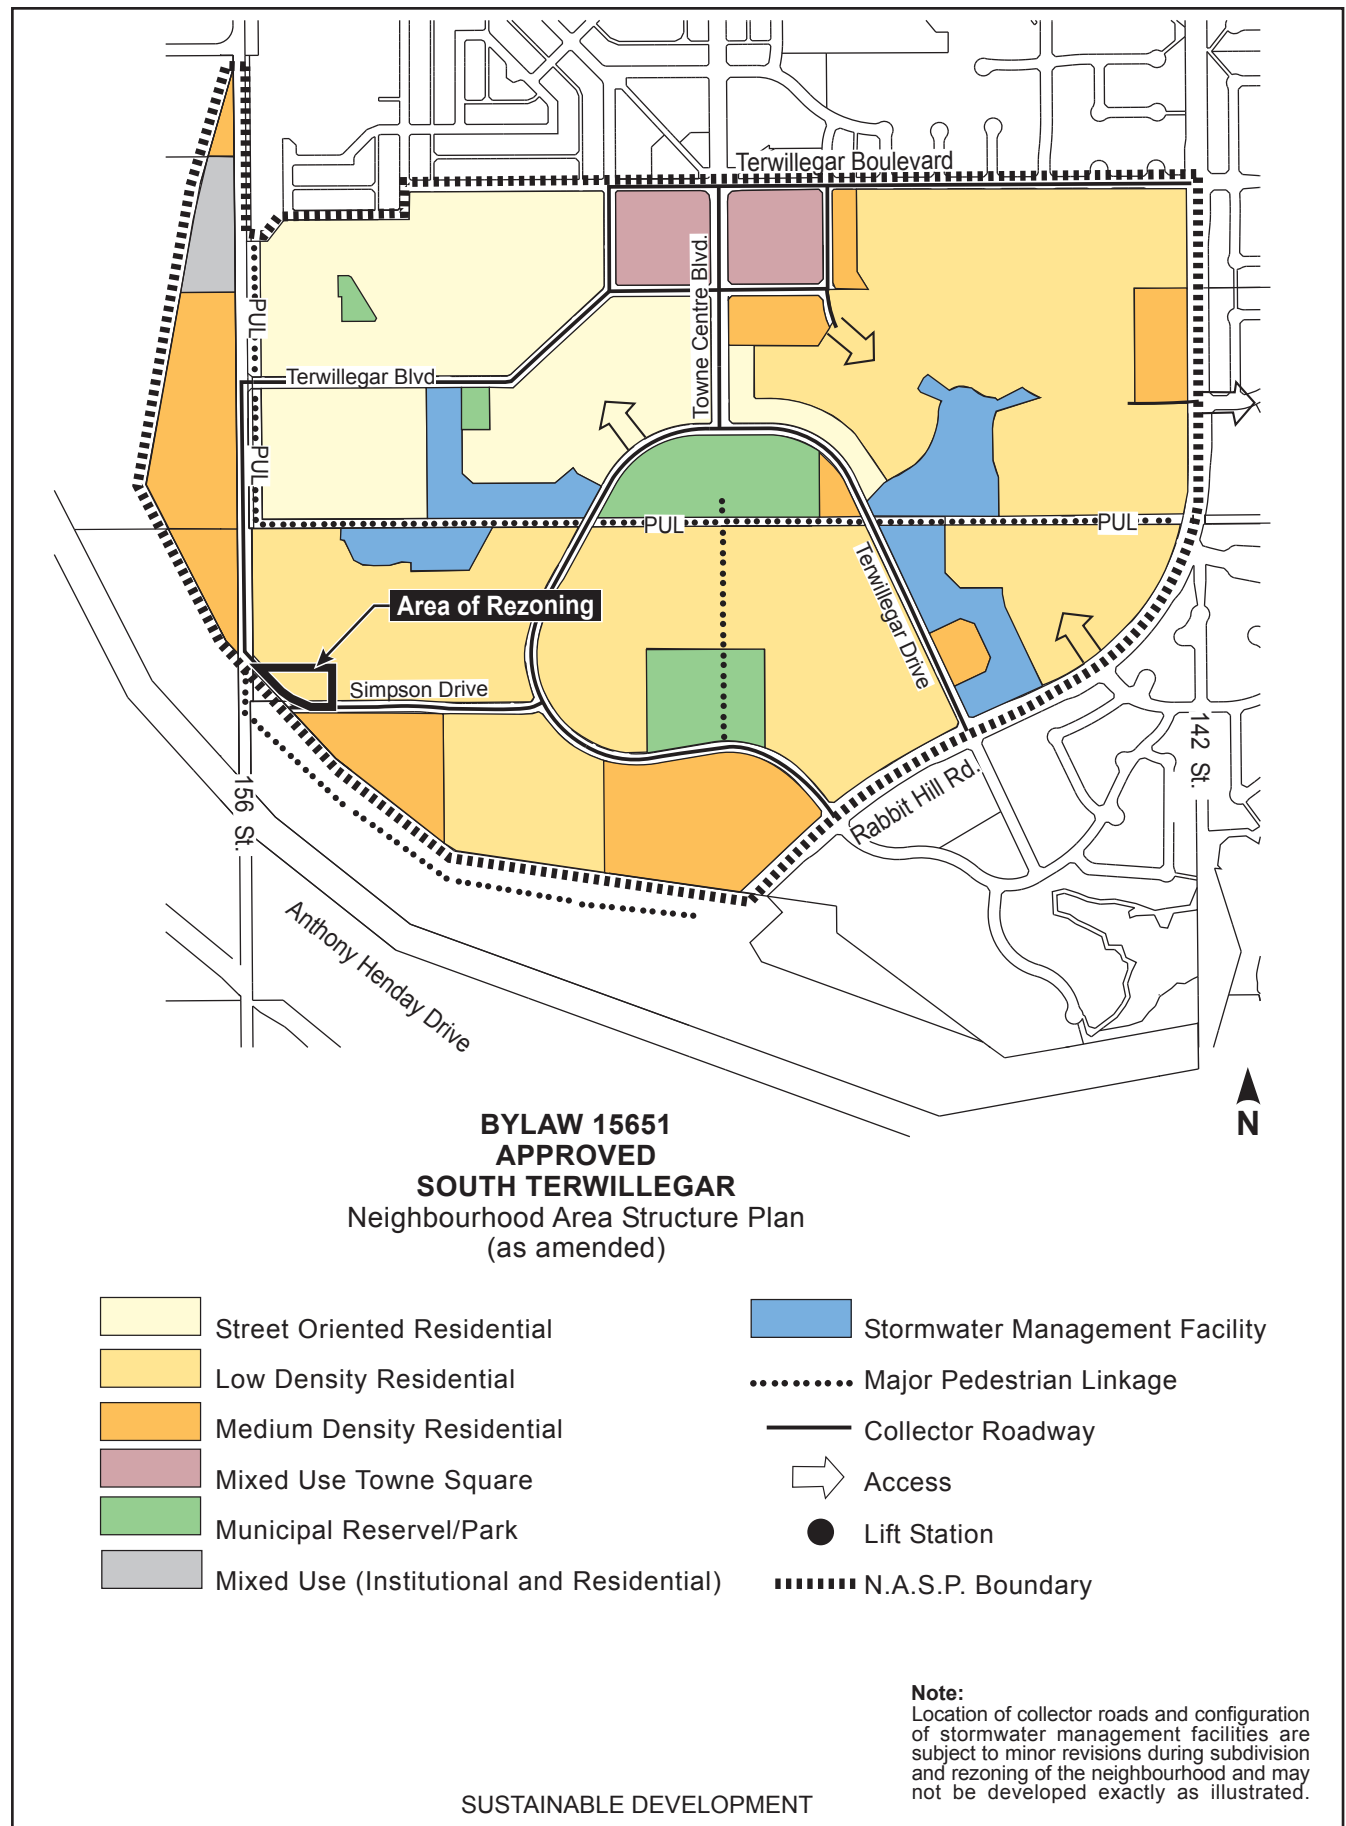 Terwillegar Boulevard
Towne Centre Blvd.
PUL
Terwillegar Blvd
PUL
PUL
PUL
Terwillegar Drive
Area of Rezoning
Simpson Drive
142 St.
156 St.
Rabbit Hill Rd.
Anthony Henday Drive
N
BYLAW 15651
APPROVED
SOUTH TERWILLEGAR
Neighbourhood Area Structure Plan
(as amended)
Street Oriented Residential
Low Density Residential
Medium Density Residential
Mixed Use Towne Square
Municipal Reservel/Park
Mixed Use (Institutional and Residential)
Stormwater Management Facility
Major Pedestrian Linkage
Collector Roadway
Access
Lift Station
N.A.S.P. Boundary
Note:
Location of collector roads and configuration
of stormwater management facilities are
subject to minor revisions during subdivision
and rezoning of the neighbourhood and may
not be developed exactly as illustrated.
SUSTAINABLE DEVELOPMENT